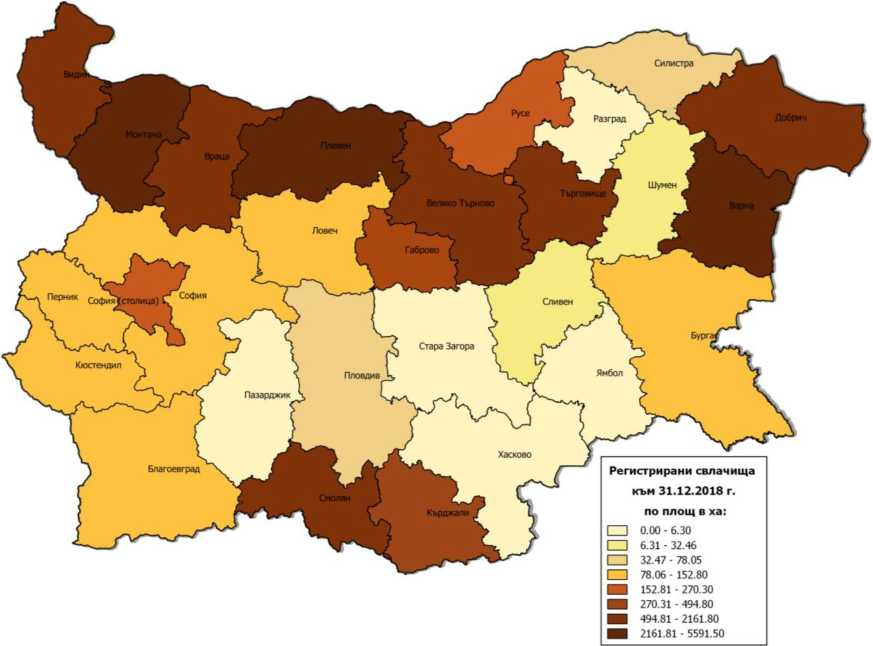 Видин
Монтана
Враца
Плевен
Русе
Силистра
Разград
Добрич
Шумен
Варна
Търговище
Велико Търново
Ловеч
Габрово
Перник
София (столица)
София
Сливен
Бургас
Кюстендил
Стара Загора
Ямбол
Пазарджик
Пловдив
Хасково
Благоевград
Смолян
Кърджали
Регистрирани свлачища
към 31.12.2018 г.
по площ в ха:
0.00 - 6.30
6.31 - 32.46
32.47 - 78.05
78.06 - 152.80
152.81 - 270.30
270.31 - 494.80
494.81 - 2161.80
2161.81 - 5591.50